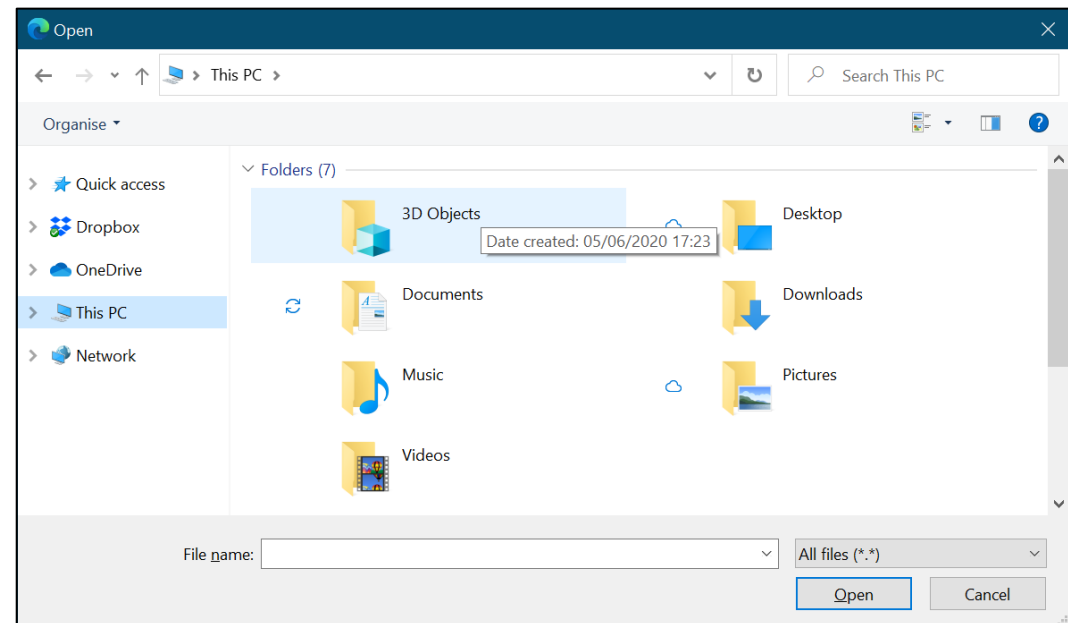 Open
This PC
Search This PC
Organise
Quick access
Dropbox
OneDrive
This PC
Network
Folders (7)
3D Objects
Desktop
Date created: 05/06/2020 17:23
Documents
Downloads
Music
Pictures
Videos
File name:
All files (*.*)
Open
Cancel